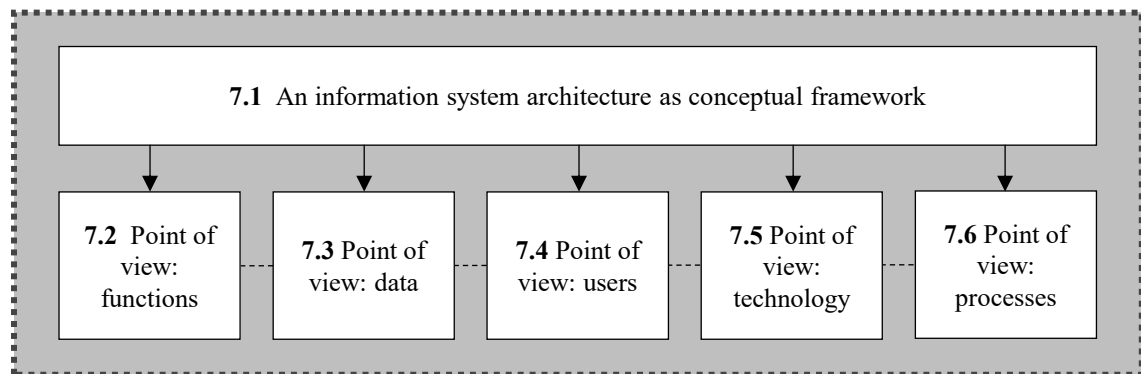 7.1 An information system architecture as conceptual framework
7.2 Point of
view:
functions
7.3 Point of
view: data
7.4 Point of
view: users
7.5 Point of
view:
technology
7.6 Point of
view:
processes